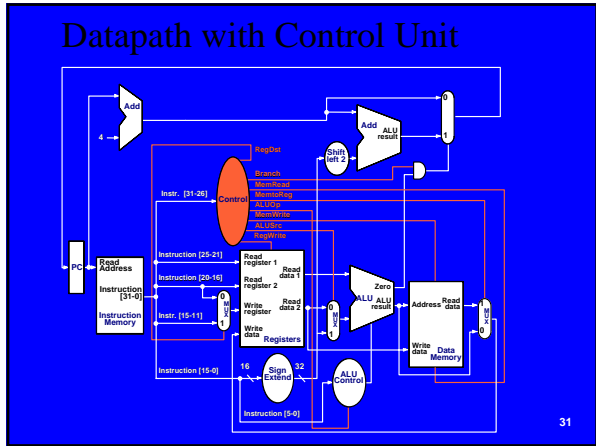 Datapath with Control Unit
Add
4
Add
ALU
result
0
1
Shift
left 2
RegDst
Branch
MemRead
MemtoReg
ALUOp
MemWrite
ALUSrc
RegWrite
Control
Instr. [31-26]
PC
Read
Address
Instruction
[31-0]
Instruction
Memory
Instruction [25-21]
Instruction [20-16]
Instr. [15-11]
Instruction [15-0]
0
MUX
1
Read
register 1
Read
register 2
Write
register
Write
data
Read
data 1
Read
data 2
Registers
0
MUX
1
Zero
ALU
ALU
result
Address
Read
data
Write
data
Data
Memory
1
MUX
0
16
Sign
Extend
32
ALU
Control
Instruction [5-0]
31